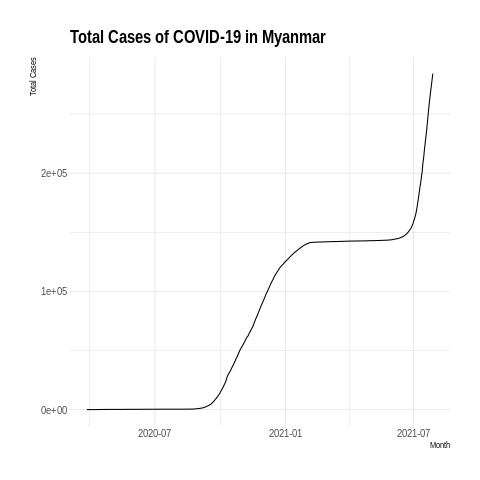 Total Cases of COVID-19 in Myanmar
Total Cases
2e+05
1e+05
0e+00
2020-07 2021-01 2021-07
Month